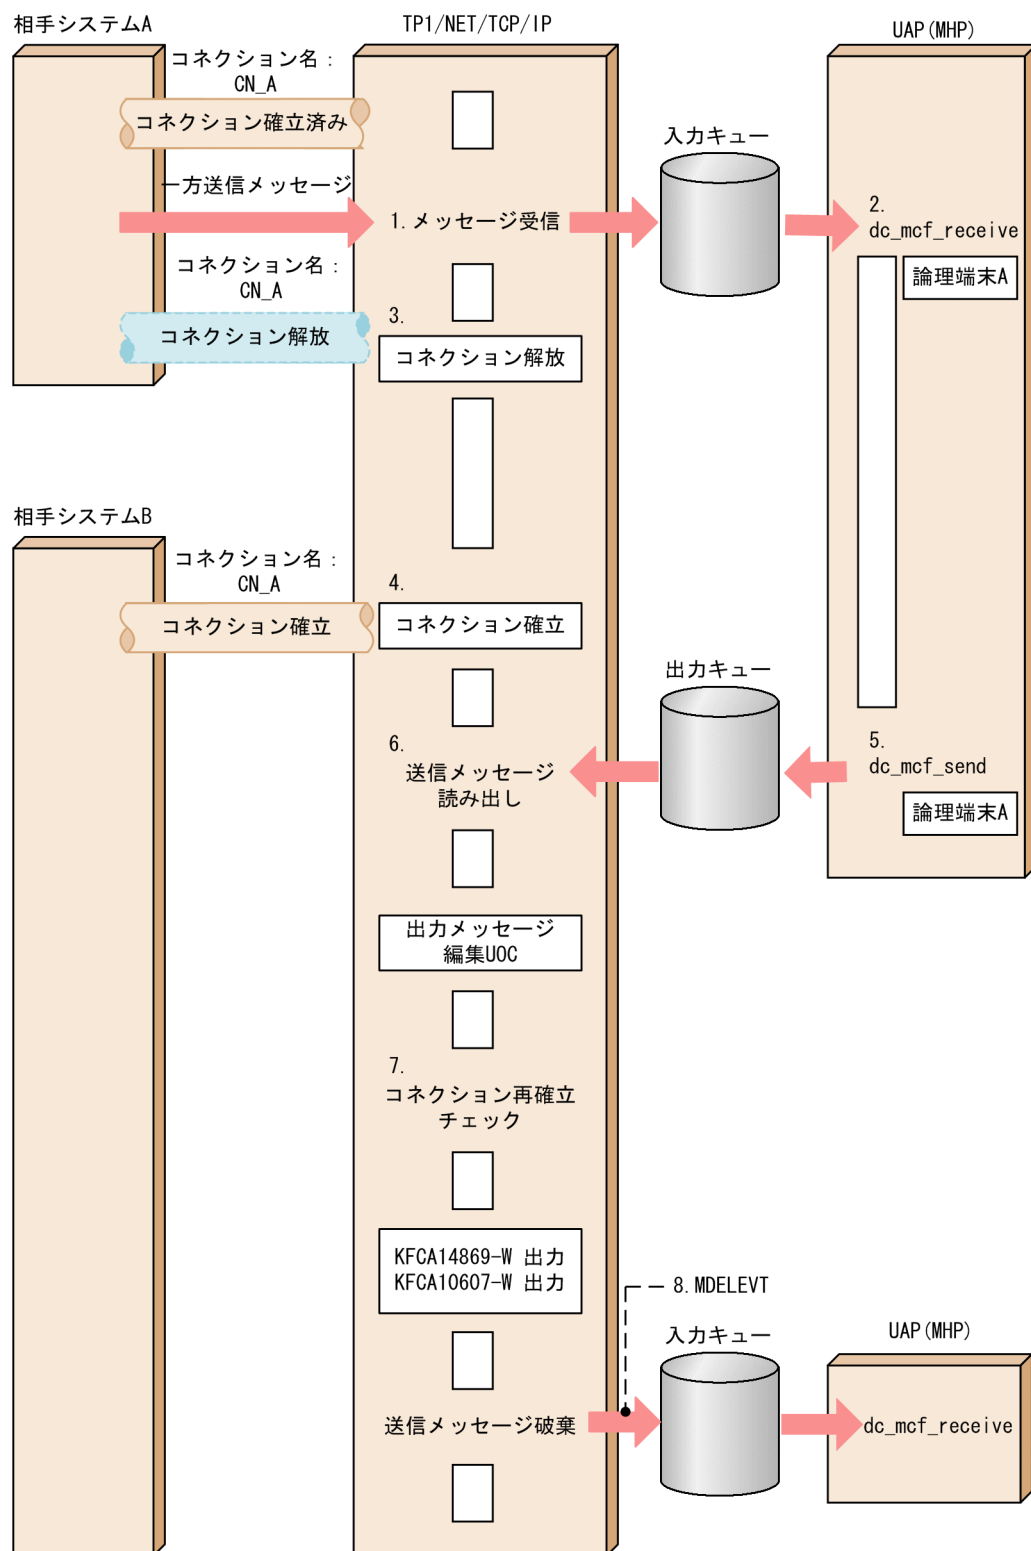 相手システムA
TP1/NET/TCP/IP
UAP(MHP)
コネクション名：
CN_A
コネクション確立済み
入力キュー
一方送信メッセージ
1.メッセージ受信
2.
dc_mcf_receive
論理端末A
コネクション名：
CN_A
コネクション解放
3.
コネクション解放
相手システムB
コネクション名：
CN_A
コネクション確立
4.
コネクション確立
出力キュー
5.
dc_mcf_send
論理端末A
6.
送信メッセージ
読み出し
出力メッセージ
編集UOC
7.
コネクション再確立
チェック
KFCA14869-W 出力
KFCA10607-W 出力
8.MDELEVT
入力キュー
UAP(MHP)
送信メッセージ破棄
dc_mcf_receive